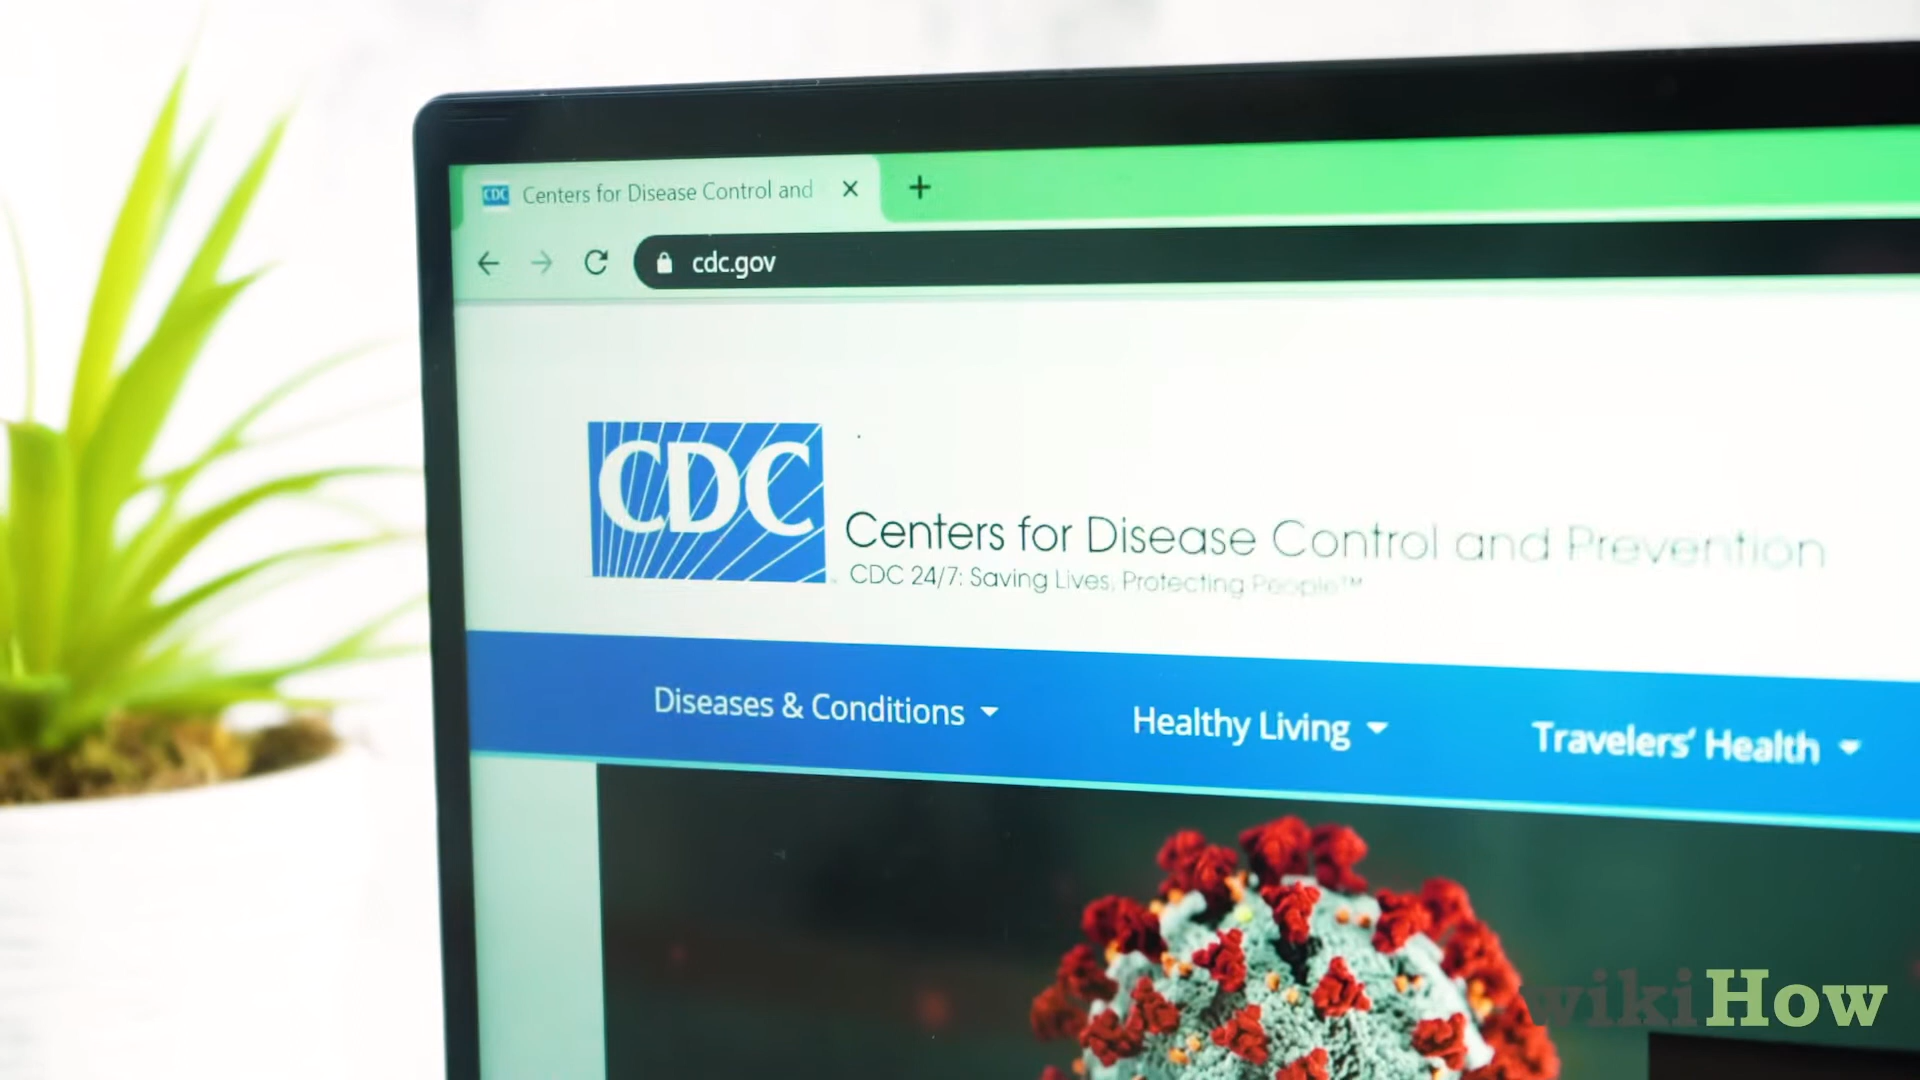 CDC Centers for Disease Control and
cdc.gov
CDC
Centers for Disease Control and Prevention
CDC 24/7: Saving Lives, Protecting People™
Diseases & Conditions
Healthy Living
Travelers' Health
wikiHow